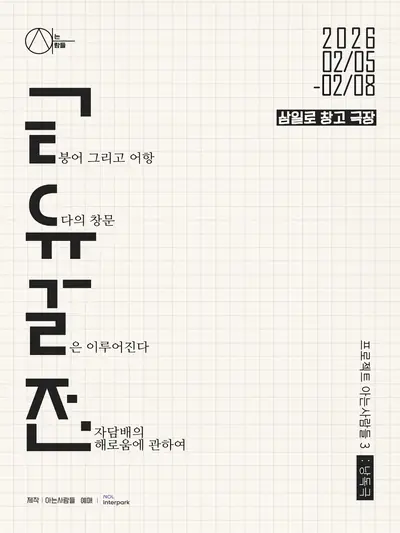 는
람들
2026
02/05
-02/08
삼일로 창고 극장
금붕어 그리고 어항
유다의 창문
은 이루어진다
전자담배의
해로움에 관하여
프로젝트 아는사람들 3 : 낭독극
제작 | 아는사람들 예매 | NOL Interpark